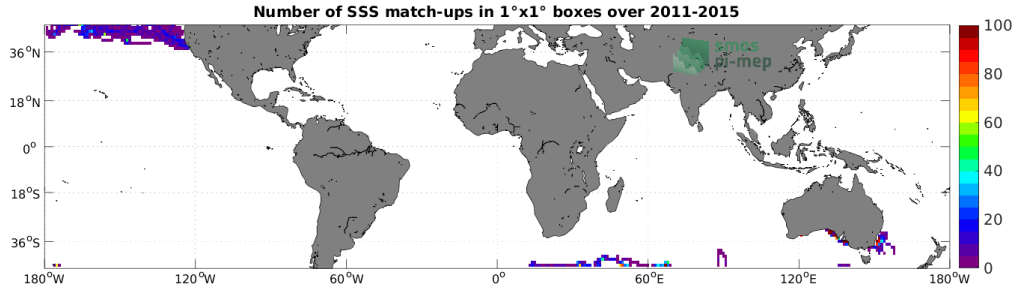 Number of SSS match-ups in 1°x1° boxes over 2011-2015
smos
pi-mep
36°N
18°N
0°
18°S
36°S
180°W
120°W
60°W
0°
60°E
120°E
180°W
100
80
60
40
20
0